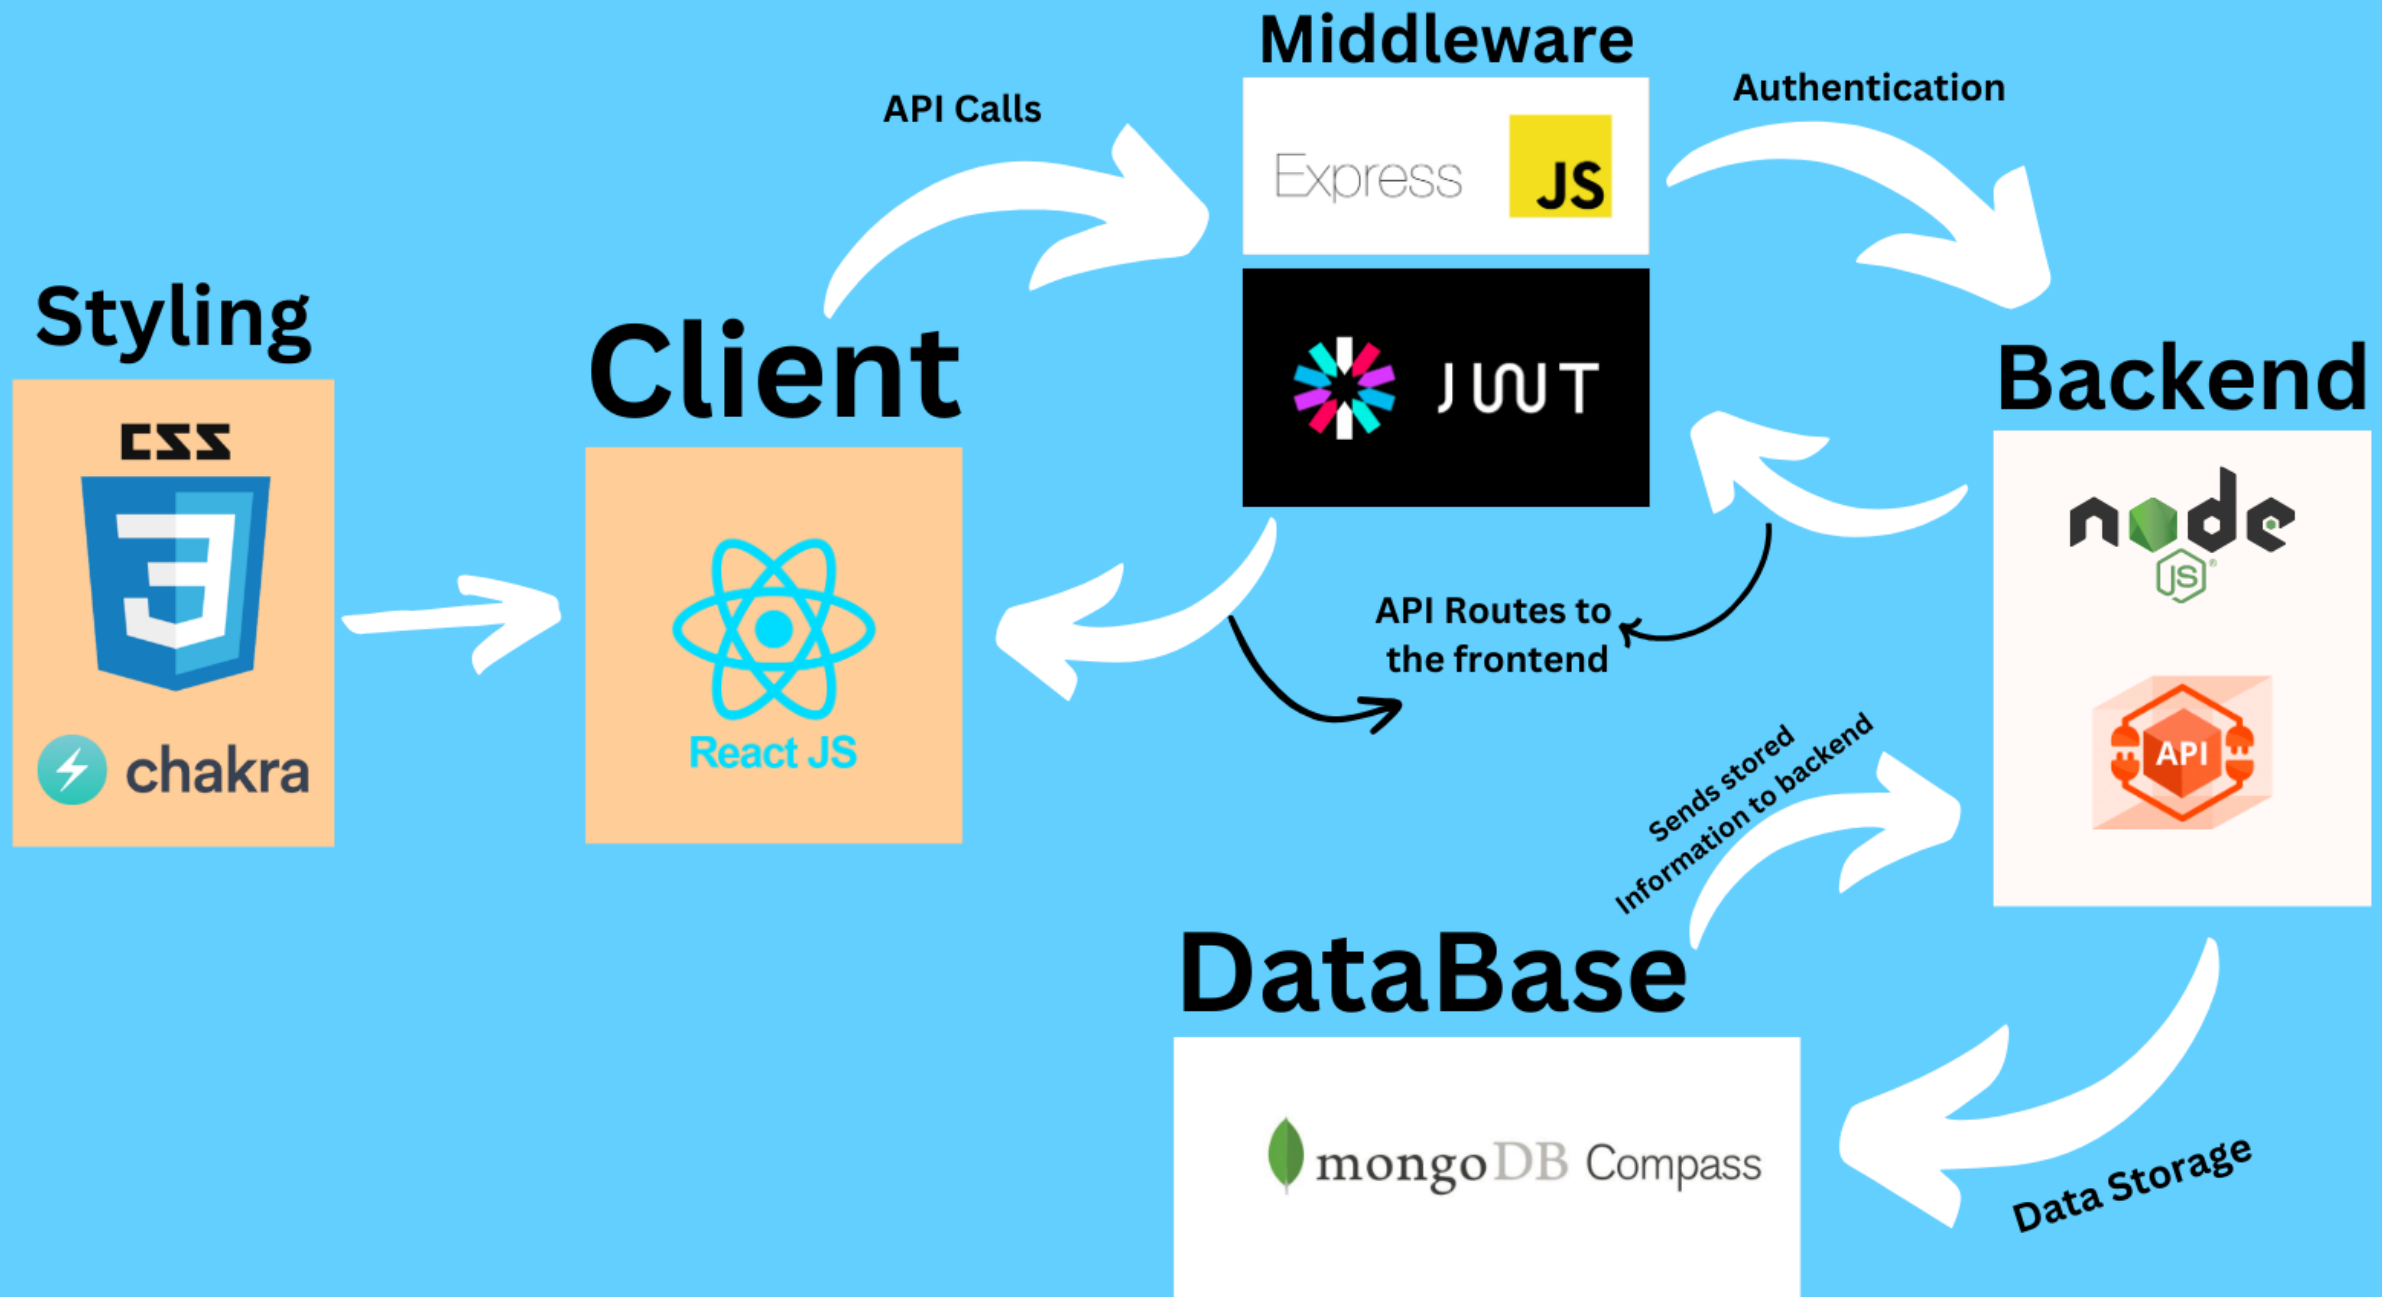 Middleware
API Calls
Authentication
Express
JS
Styling
Client
JWT
Backend
CSS
3
node
JS
®
API Routes to
the frontend
React JS
chakra
API
Sends stored
Information to backend
DataBase
mongoDB Compass
Data Storage